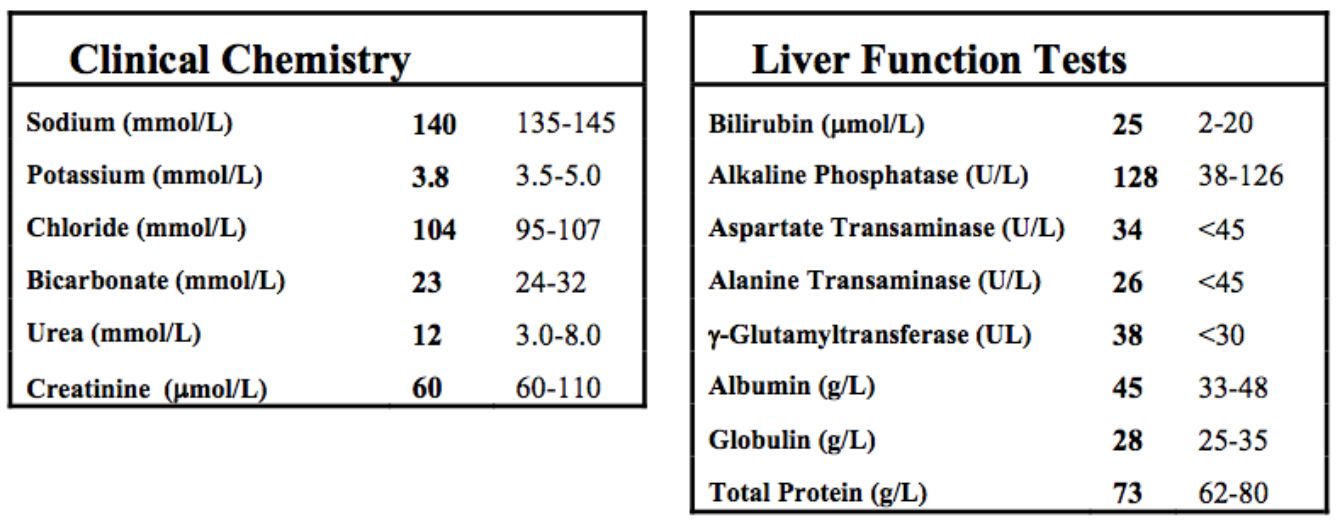 Clinical Chemistry
Sodium (mmol/L) 140 135-145
Potassium (mmol/L) 3.8 3.5-5.0
Chloride (mmol/L) 104 95-107
Bicarbonate (mmol/L) 23 24-32
Urea (mmol/L) 12 3.0-8.0
Creatinine (μmol/L) 60 60-110
Liver Function Tests
Bilirubin (μmol/L) 25 2-20
Alkaline Phosphatase (U/L) 128 38-126
Aspartate Transaminase (U/L) 34 <45
Alanine Transaminase (U/L) 26 <45
γ-Glutamyltransferase (UL) 38 <30
Albumin (g/L) 45 33-48
Globulin (g/L) 28 25-35
Total Protein (g/L) 73 62-80